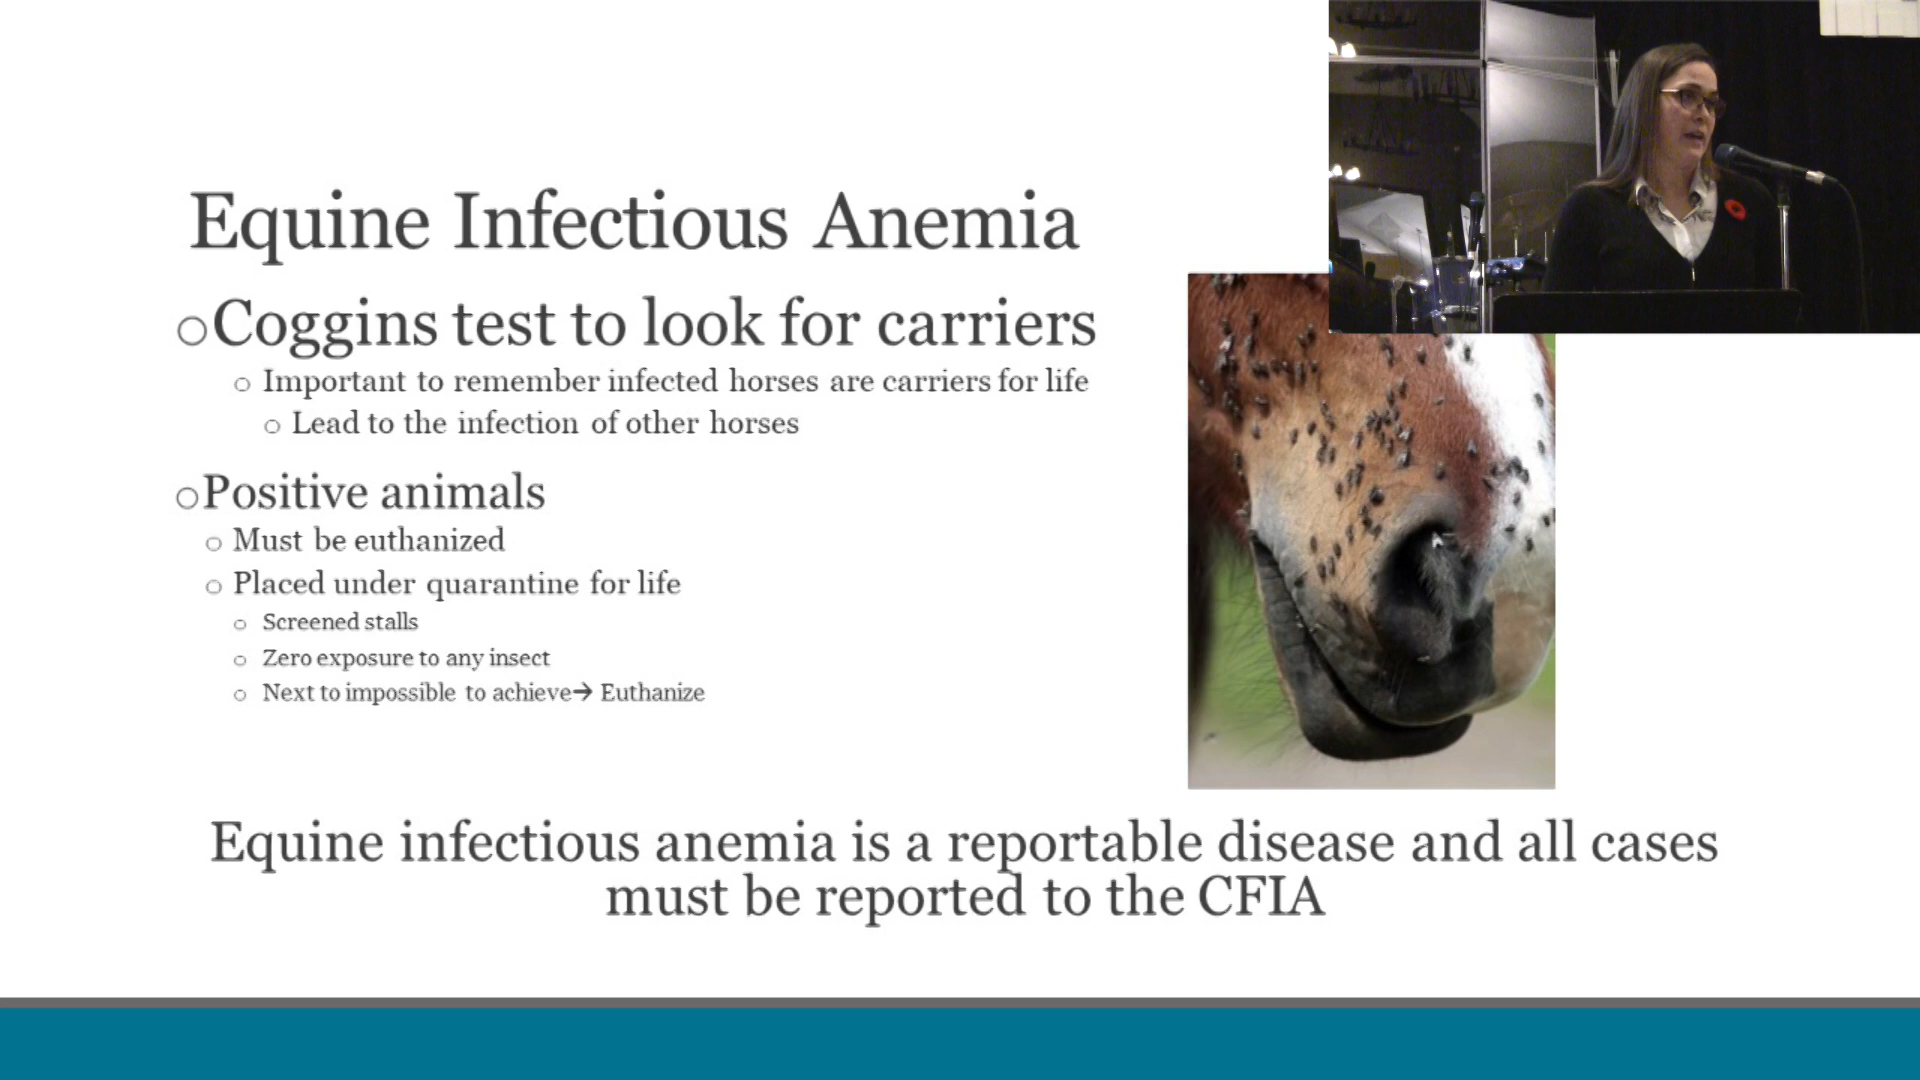 Equine Infectious Anemia
Coggins test to look for carriers
Important to remember infected horses are carriers for life
Lead to the infection of other horses
Positive animals
Must be euthanized
Placed under quarantine for life
Screened stalls
Zero exposure to any insect
Next to impossible to achieve→ Euthanize
Equine infectious anemia is a reportable disease and all cases
must be reported to the CFIA